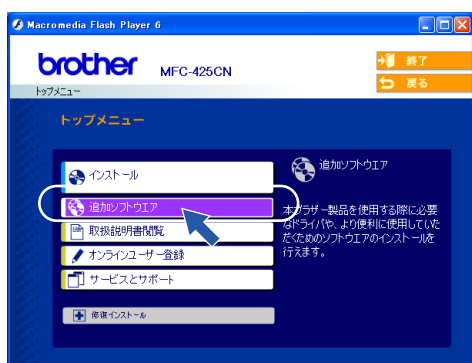 Macromedia Flash Player 6
brother
MFC-425CN
終了
戻る
トップメニュー
トップメニュー
インストール
追加ソフトウエア
取扱説明書閲覧
オンラインユーザー登録
サービスとサポート
修復インストール
追加ソフトウエア
本ブラザー製品を使用する際に必要
なドライバや、より便利に使用していた
だくためのソフトウエアのインストールを
行えます。